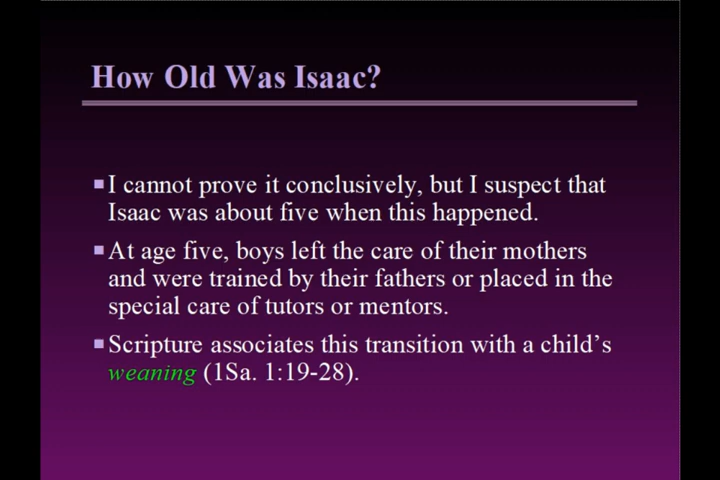 How Old Was Isaac?
I cannot prove it conclusively, but I suspect that
Isaac was about five when this happened.
At age five, boys left the care of their mothers
and were trained by their fathers or placed in the
special care of tutors or mentors.
Scripture associates this transition with a child’s
weaning (1Sa. 1:19-28).